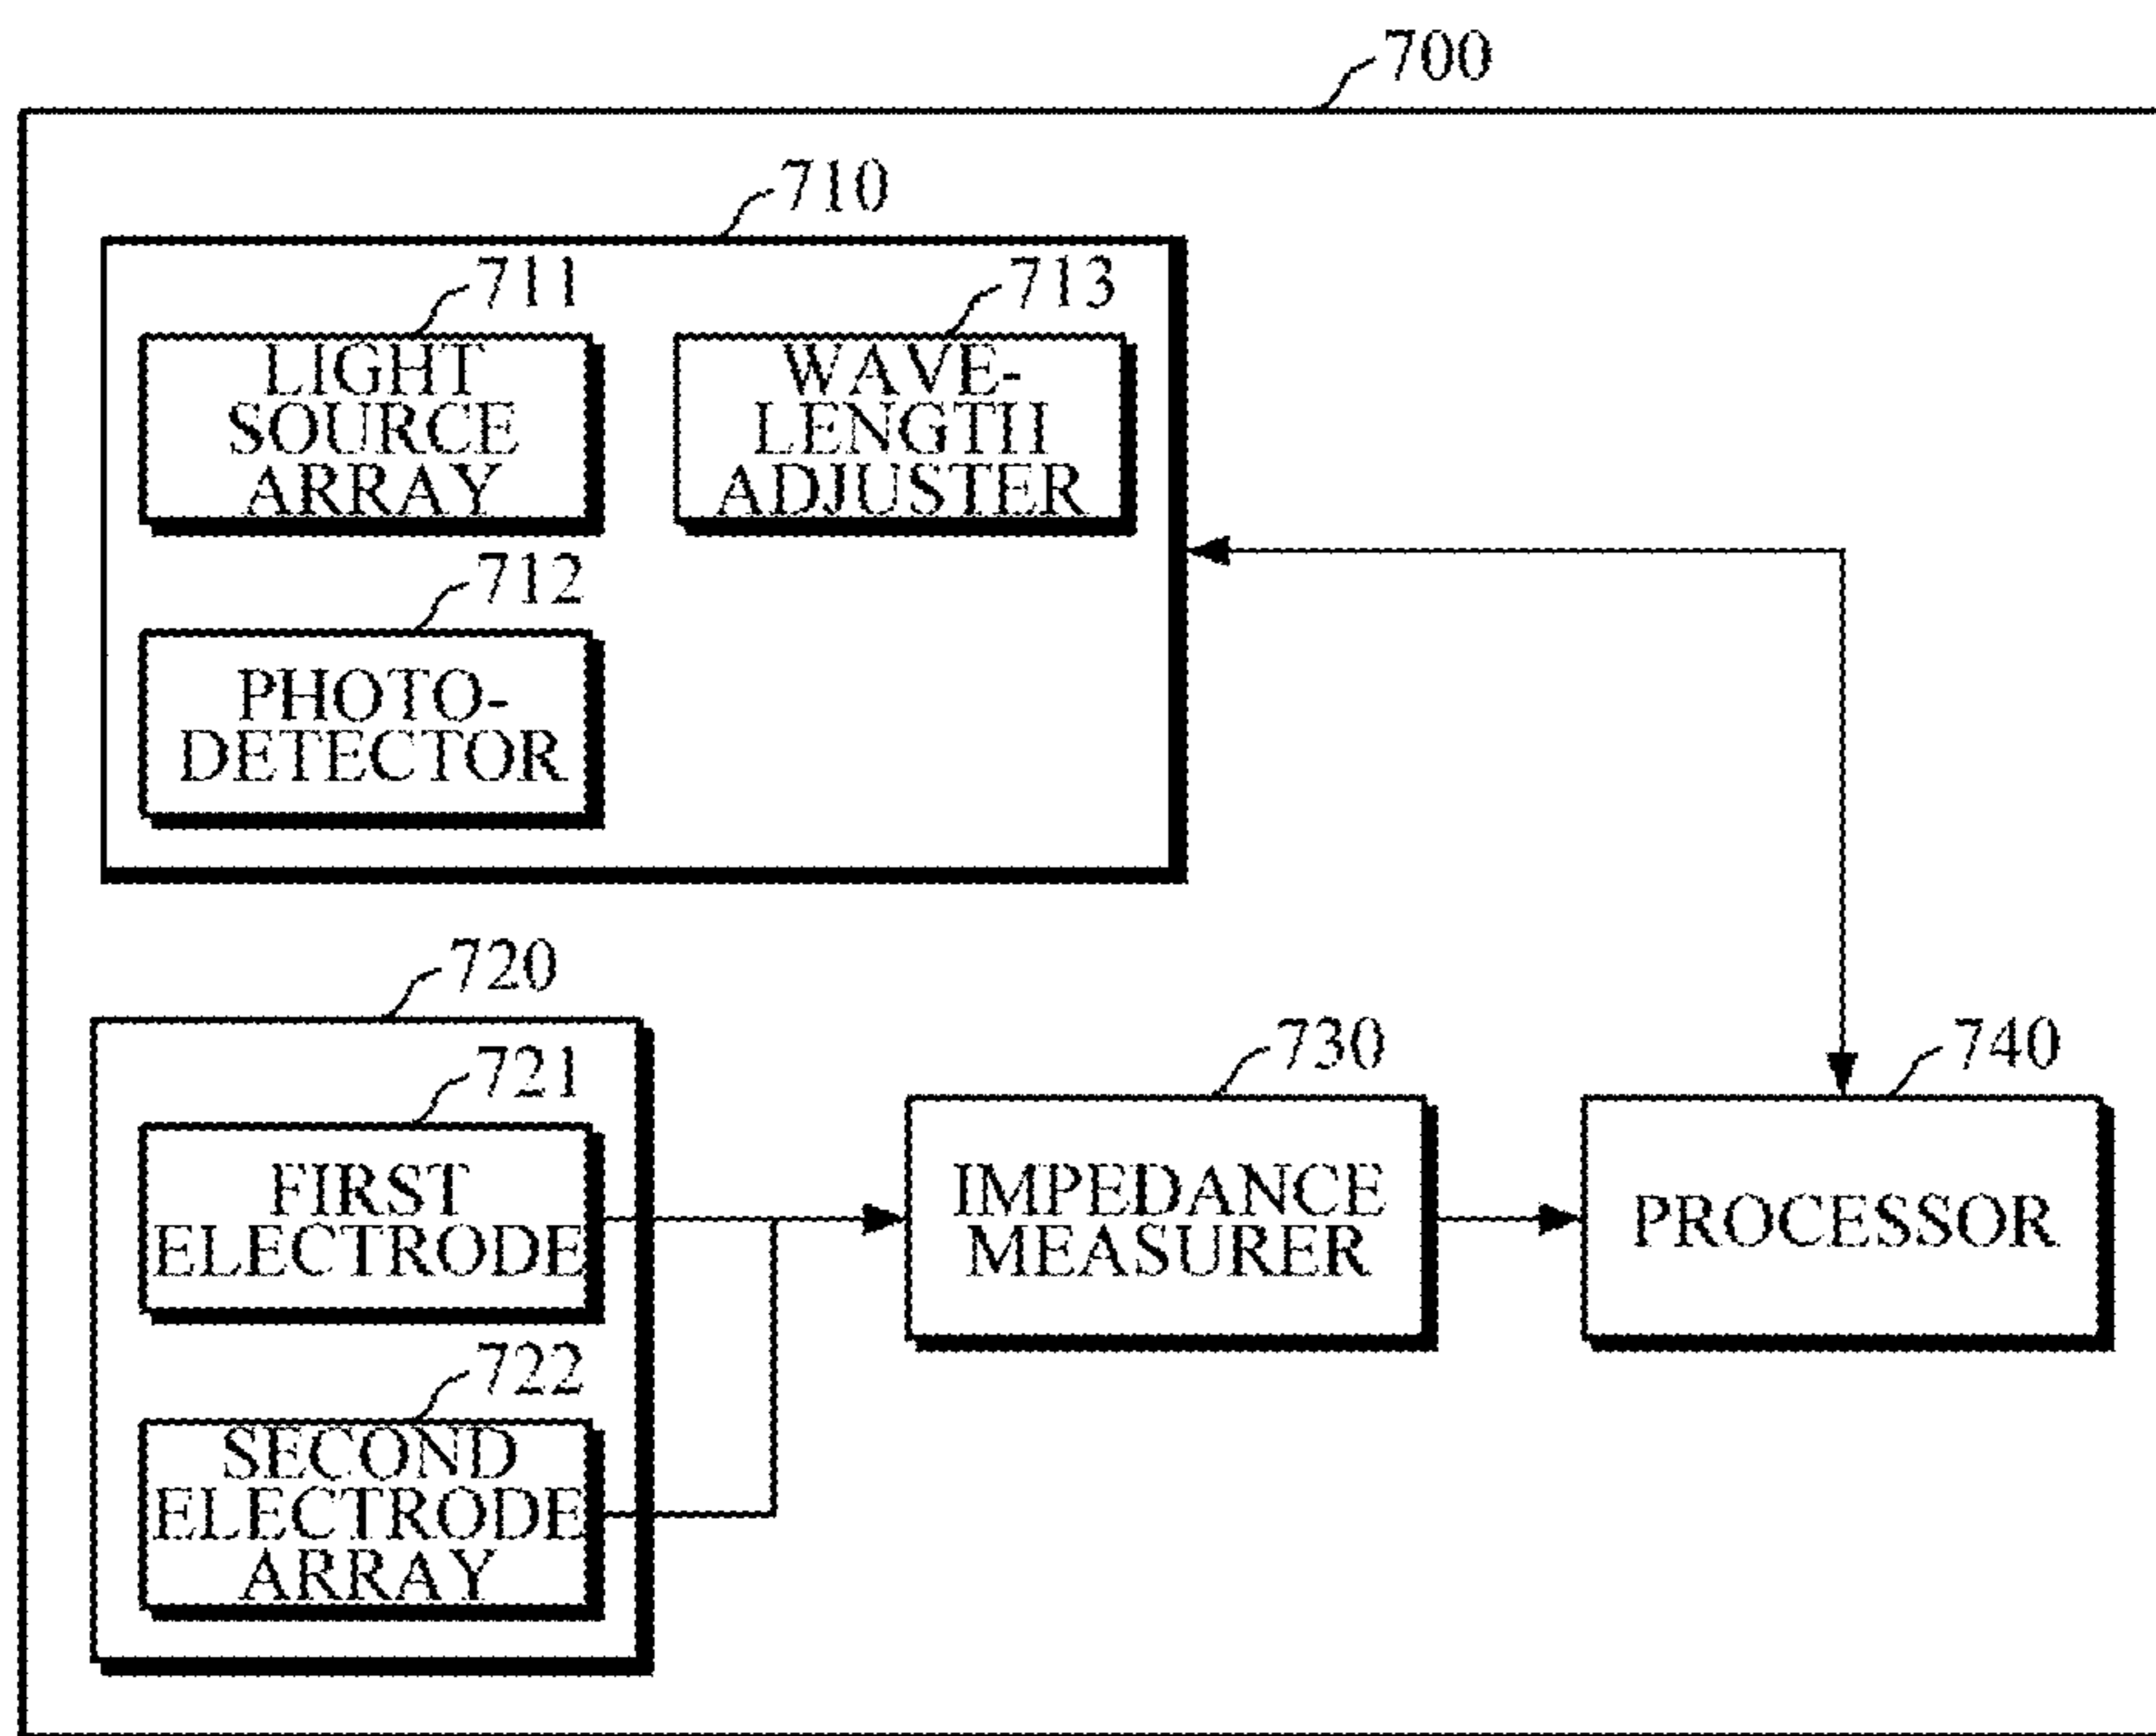 700
710
711
713
LIGHT
SOURCE
ARRAY
WAVE-
LENGTH
ADJUSTER
712
PHOTO-
DETECTOR
720
721
FIRST
ELECTRODE
722
SECOND
ELECTRODE
ARRAY
730
IMPEDANCE
MEASURER
740
PROCESSOR